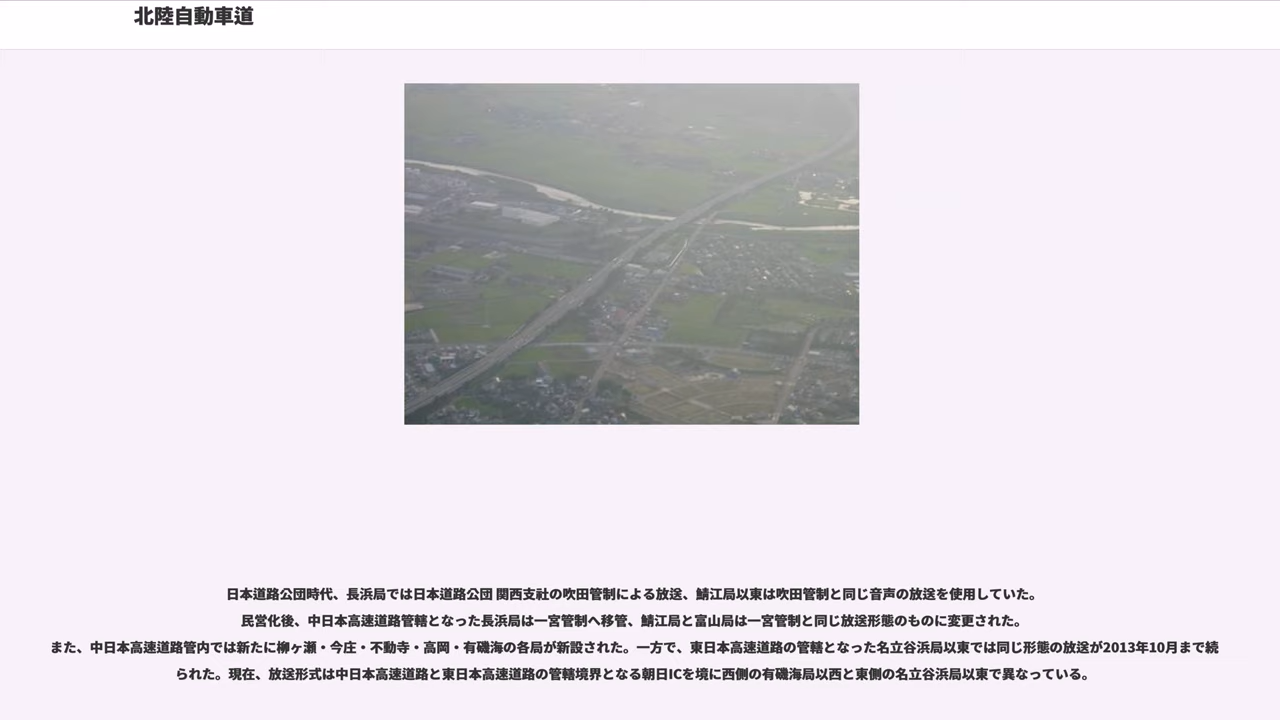 北陸自動車道
日本道路公団時代、長浜局では日本道路公団 関西支社の吹田管制による放送、鯖江局以東は吹田管制と同じ音声の放送を使用していた。
民営化後、中日本高速道路管轄となった長浜局は一宮管制へ移管、鯖江局と富山局は一宮管制と同じ放送形態のものに変更された。
また、中日本高速道路管内では新たに柳ヶ瀬・今庄・不動寺・高岡・有磯海の各局が新設された。一方で、東日本高速道路の管轄となった名立谷浜局以東では同じ形態の放送が2013年10月まで続
られた。現在、放送形式は中日本高速道路と東日本高速道路の管轄境界となる朝日ICを境に西側の有磯海局以西と東側の名立谷浜局以東で異なっている。